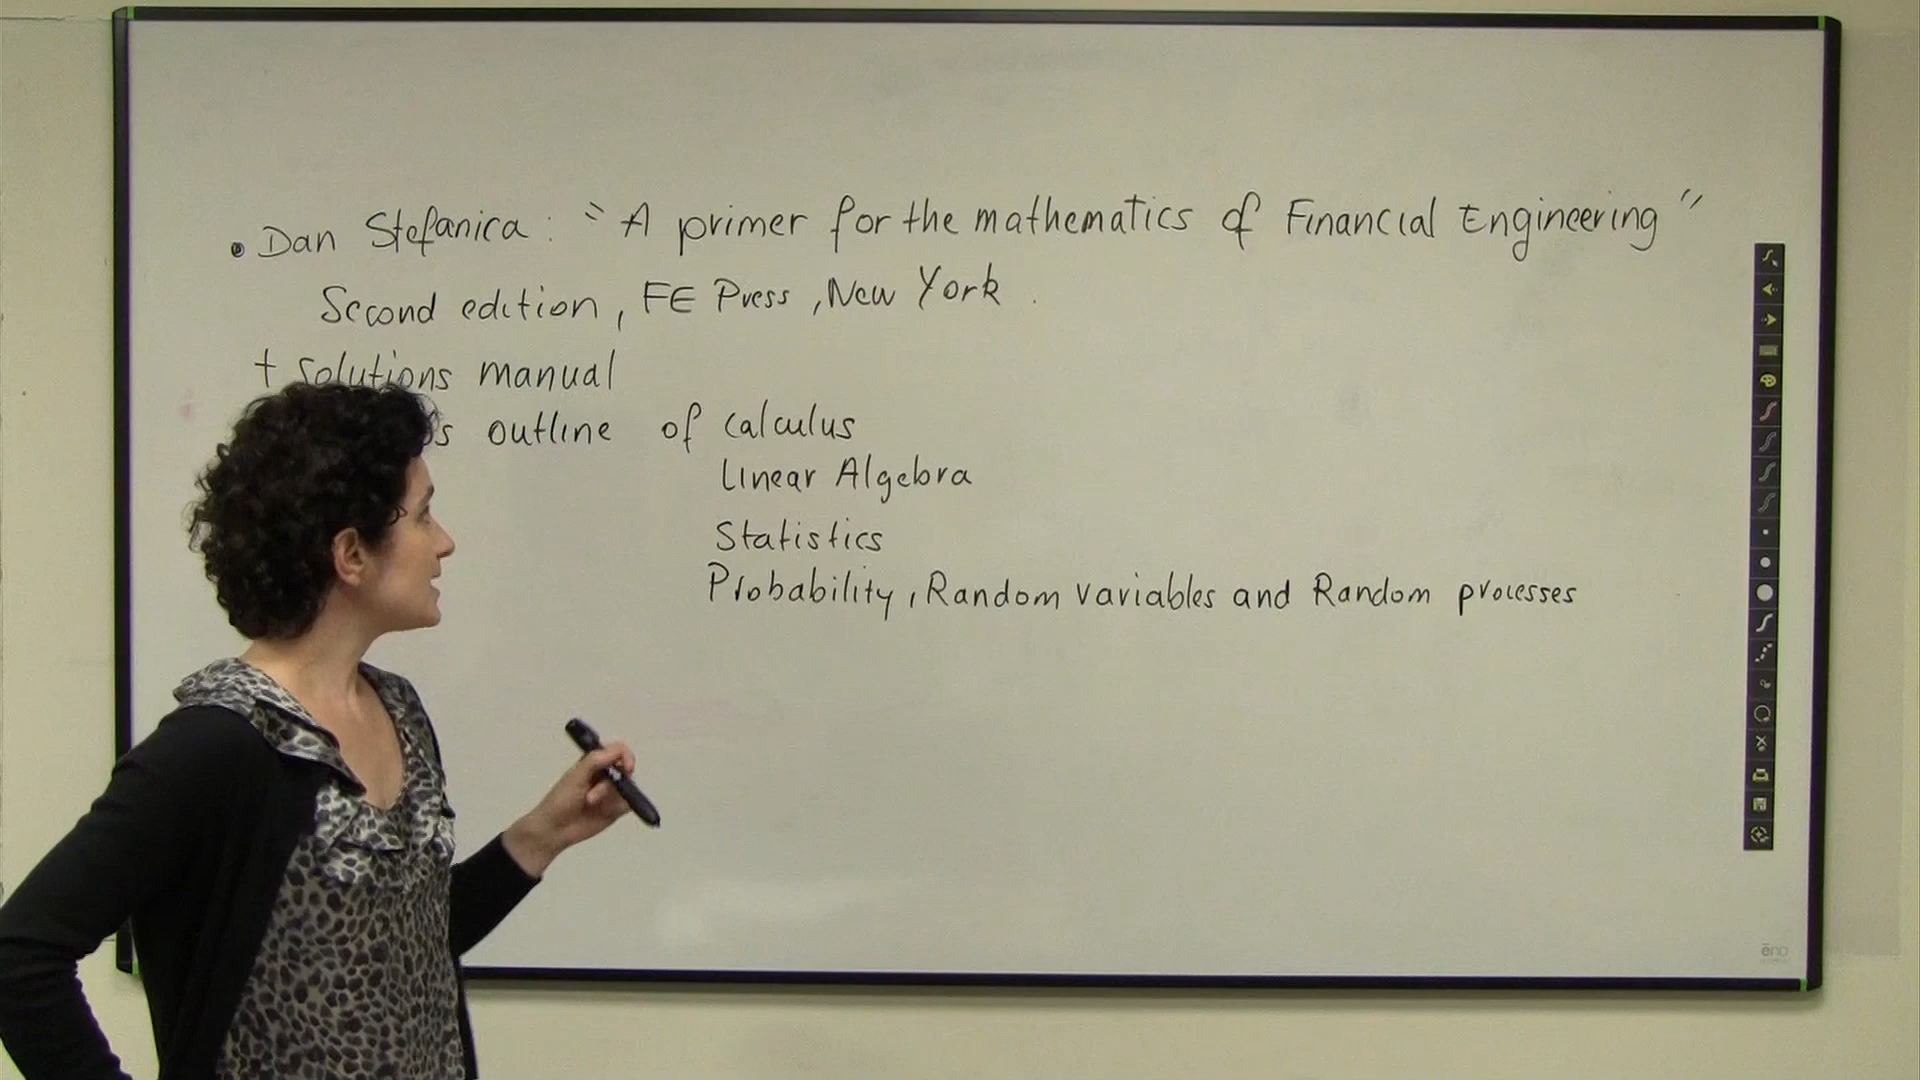 • Dan Stefanica: "A primer for the mathematics of Financial Engineering"
Second edition, FE Press, New York.
+ solutions manual
outline of calculus
Linear Algebra
Statistics
Probability, Random variables and Random processes
eno